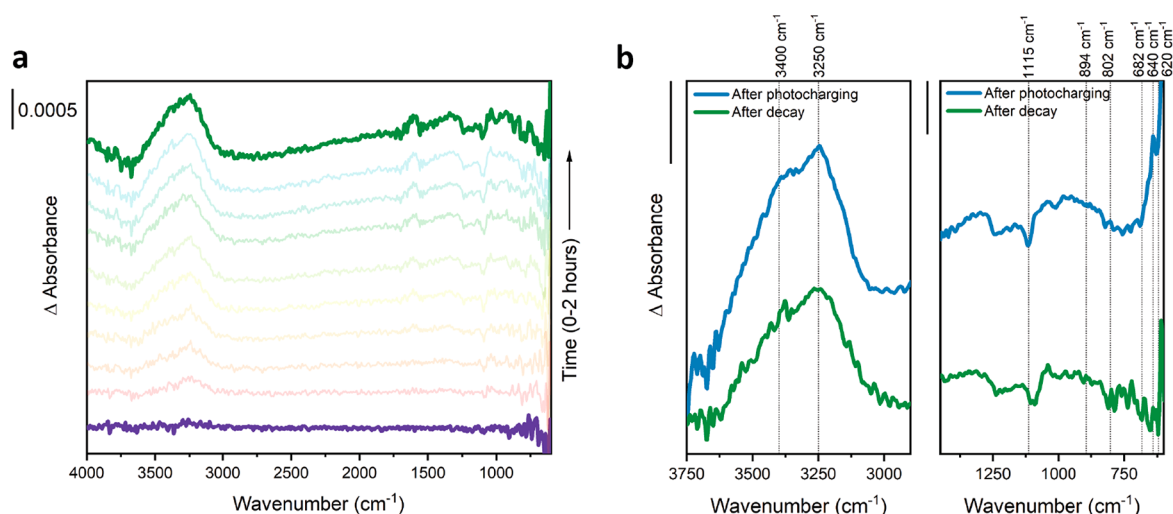 a
0.0005
Δ Absorbance
Time (0-2 hours)
4000 3500 3000 2500 2000 1500 1000
Wavenumber (cm⁻¹)
b
3400 cm⁻¹
3250 cm⁻¹
After photocharging
After decay
Δ Absorbance
3750 3500 3250 3000
Wavenumber (cm⁻¹)
1115 cm⁻¹
894 cm⁻¹
802 cm⁻¹
682 cm⁻¹
640 cm⁻¹
620 cm⁻¹
After photocharging
After decay
1250 1000 750
Wavenumber (cm⁻¹)